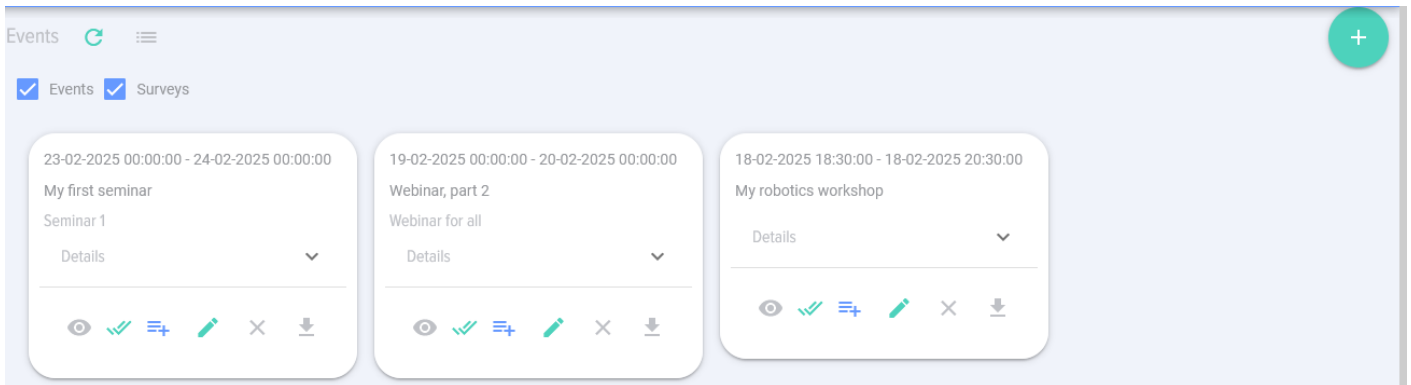 Events
Events Surveys
23-02-2025 00:00:00 - 24-02-2025 00:00:00
My first seminar
Seminar 1
Details
19-02-2025 00:00:00 - 20-02-2025 00:00:00
Webinar, part 2
Webinar for all
Details
18-02-2025 18:30:00 - 18-02-2025 20:30:00
My robotics workshop
Details